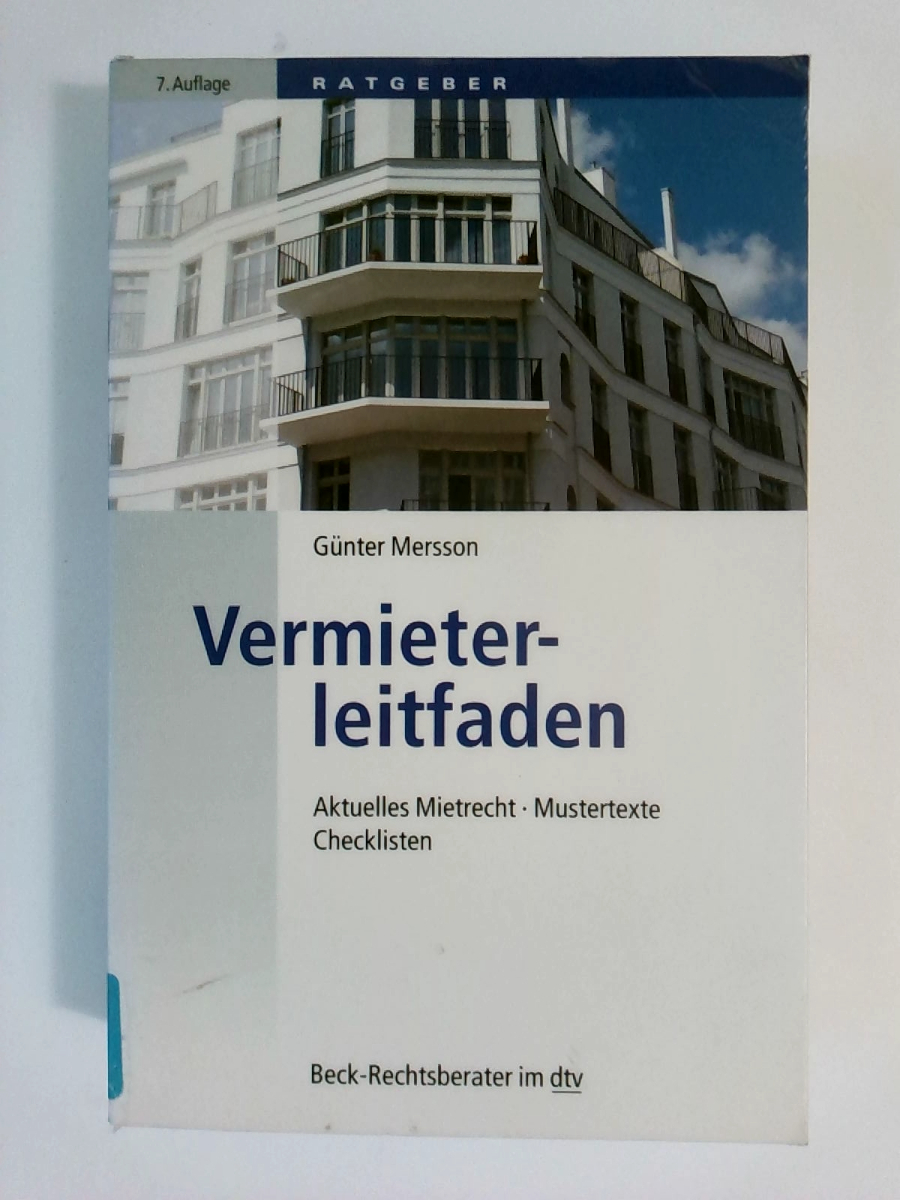 7. Auflage
RATGEBER
Günter Mersson
Vermieter-
leitfaden
Aktuelles Mietrecht · Mustertexte
Checklisten
Beck-Rechtsberater im dtv